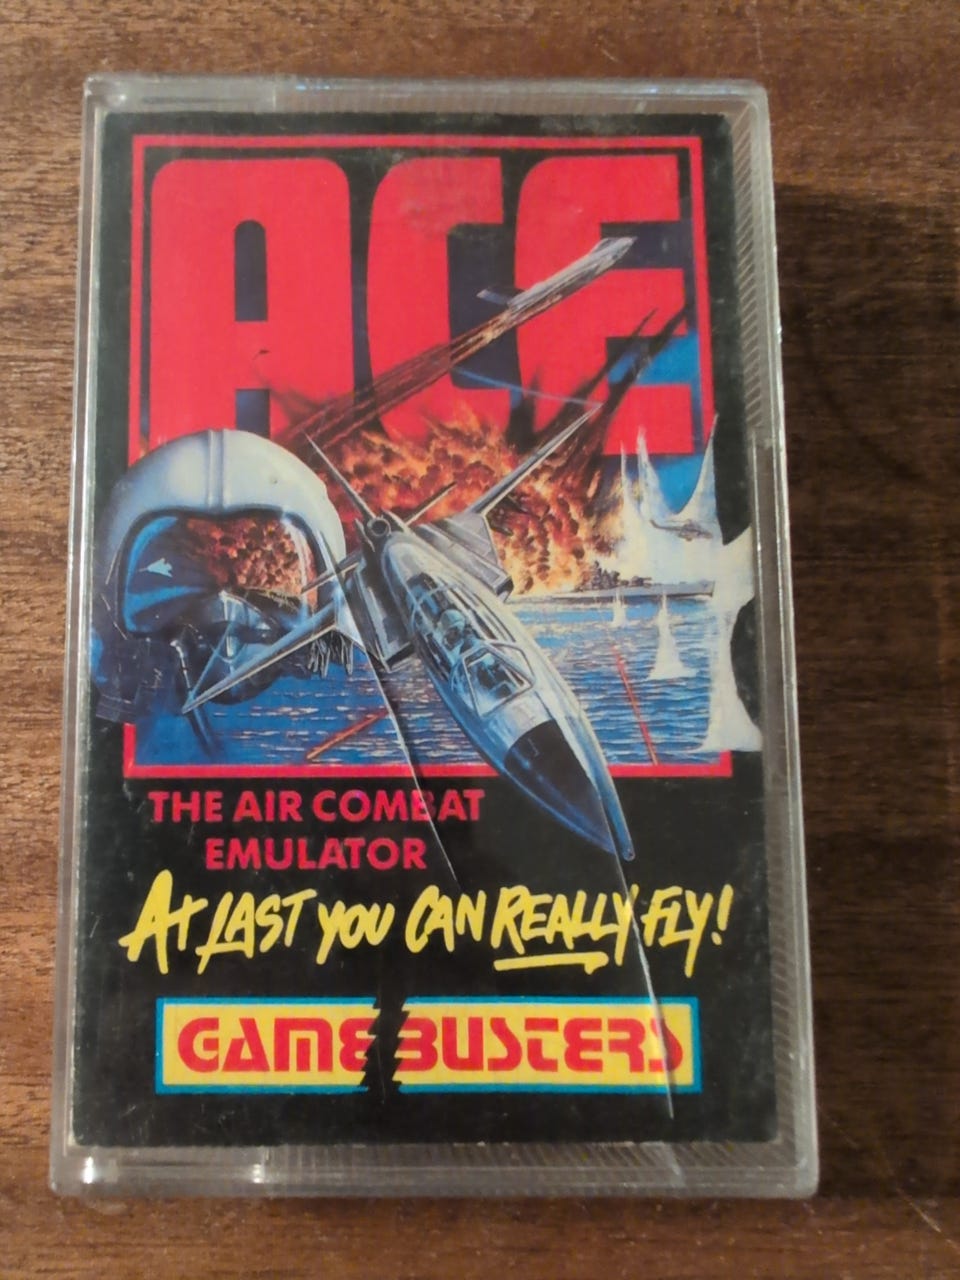 ACE
THE AIR COMBAT
EMULATOR
AT LAST YOU CAN REALLY FLY!
GAMEBUSTERS